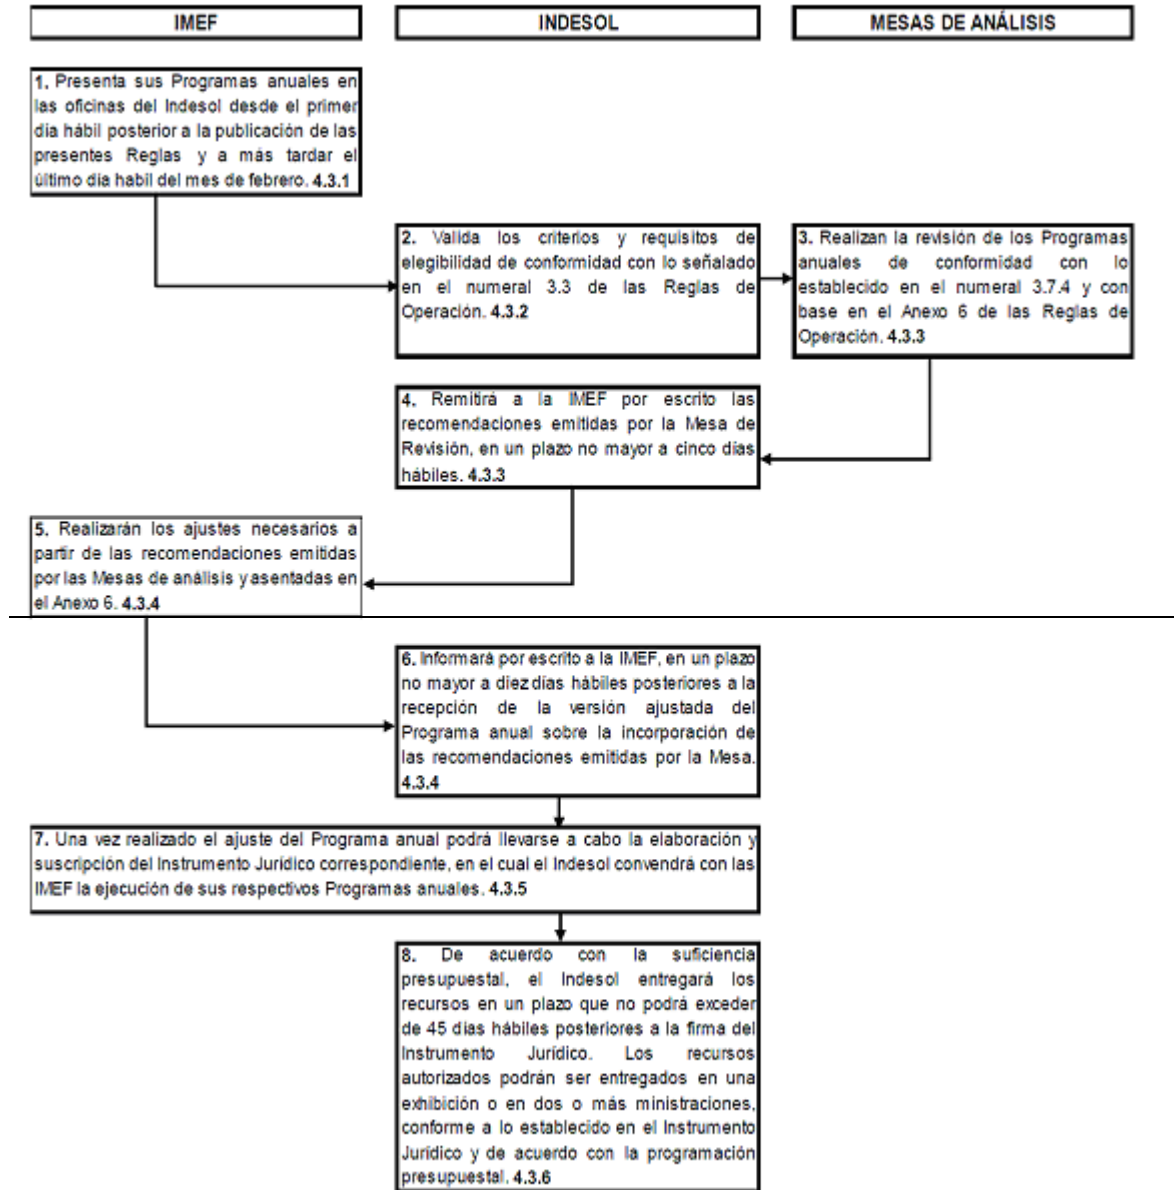 IMEF
INDESOL
MESAS DE ANÁLISIS
1. Presenta sus Programas anuales en
las oficinas del Indesol desde el primer
día hábil posterior a la publicación de las
presentes Reglas y a más tardar el
último día habil del mes de febrero. 4.3.1
2. Valida los criterios y requisitos de
elegibilidad de conformidad con lo señalado
en el numeral 3.3 de las Reglas de
Operación. 4.3.2
3. Realizan la revisión de los Programas
anuales de conformidad con lo
establecido en el numeral 3.7.4 y con
base en el Anexo 6 de las Reglas de
Operación. 4.3.3
4. Remitirá a la IMEF por escrito las
recomendaciones emitidas por la Mesa de
Revisión, en un plazo no mayor a cinco días
hábiles. 4.3.3
5. Realizarán los ajustes necesarios a
partir de las recomendaciones emitidas
por las Mesas de análisis y asentadas en
el Anexo 6. 4.3.4
6. Informará por escrito a la IMEF, en un plazo
no mayor a diez días hábiles posteriores a la
recepción de la versión ajustada del
Programa anual sobre la incorporación de
las recomendaciones emitidas por la Mesa.
4.3.4
7. Una vez realizado el ajuste del Programa anual podrá llevarse a cabo la elaboración y
suscripción del Instrumento Jurídico correspondiente, en el cual el Indesol convendrá con las
IMEF la ejecución de sus respectivos Programas anuales. 4.3.5
8. De acuerdo con la suficiencia
presupuestal, el Indesol entregará los
recursos en un plazo que no podrá exceder
de 45 días hábiles posteriores a la firma del
Instrumento Jurídico. Los recursos
autorizados podrán ser entregados en una
exhibición o en dos o más ministraciones,
conforme a lo establecido en el Instrumento
Jurídico y de acuerdo con la programación
presupuestal. 4.3.6